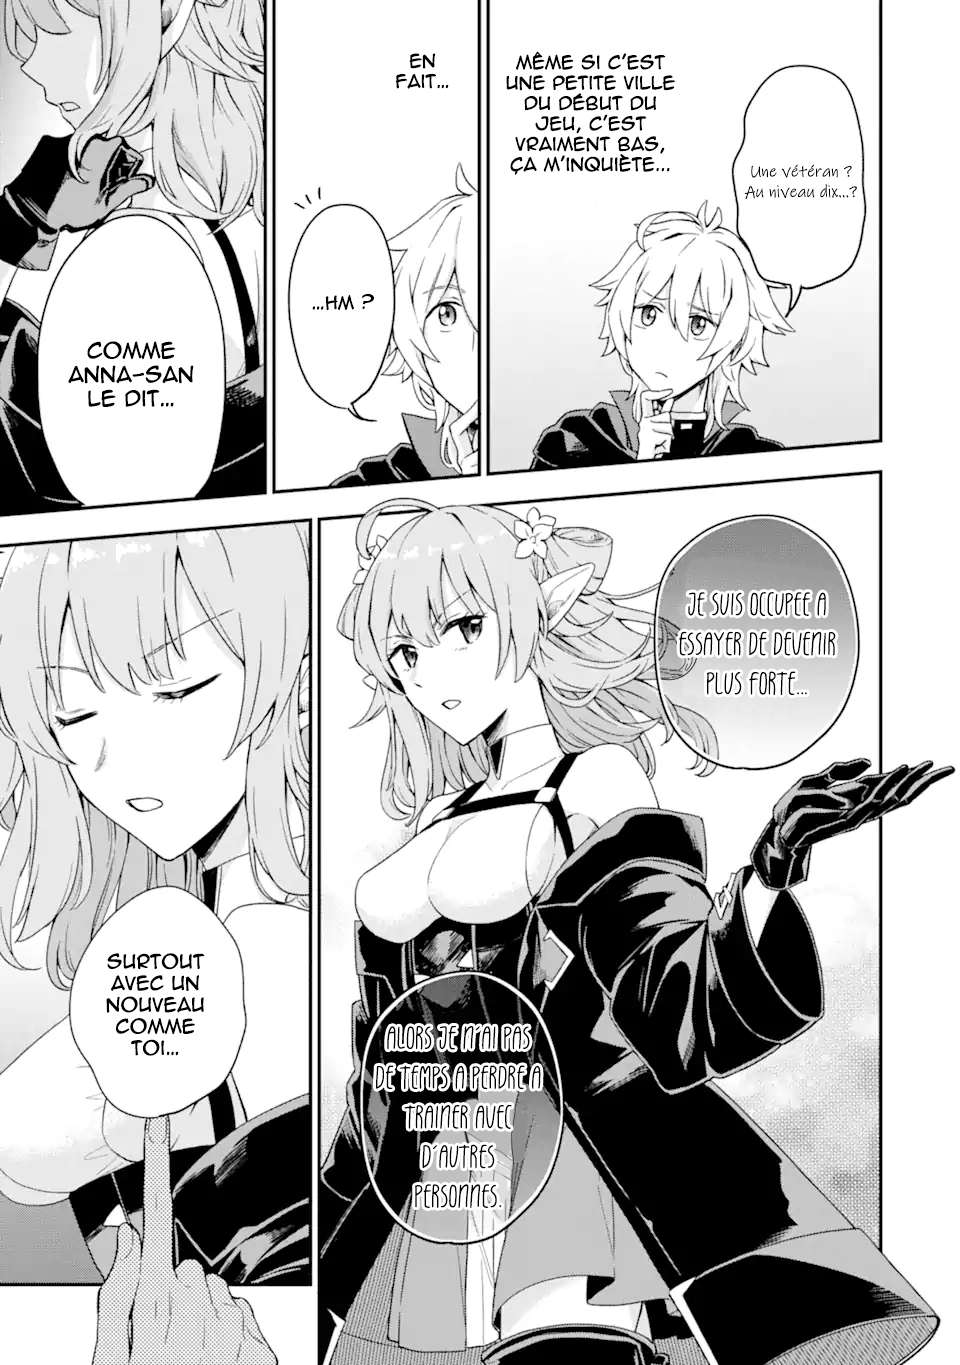 Une vétéran ?
Au niveau dix...?
MÊME SI C'EST
UNE PETITE VILLE
DU DÉBUT DU
JEU, C'EST
VRAIMENT BAS,
ÇA M'INQUIÈTE...
EN
FAIT...
...HM ?
COMME
ANNA-SAN
LE DIT...
JE SUIS OCCUPEE A
ESSAYER DE DEVENIR
PLUS FORTE...
ALORS JE N'AI PAS
DE TEMPS A PERDRE A
TRAINER AVEC
D'AUTRES
PERSONNES.
SURTOUT
AVEC UN
NOUVEAU
COMME
TOI...